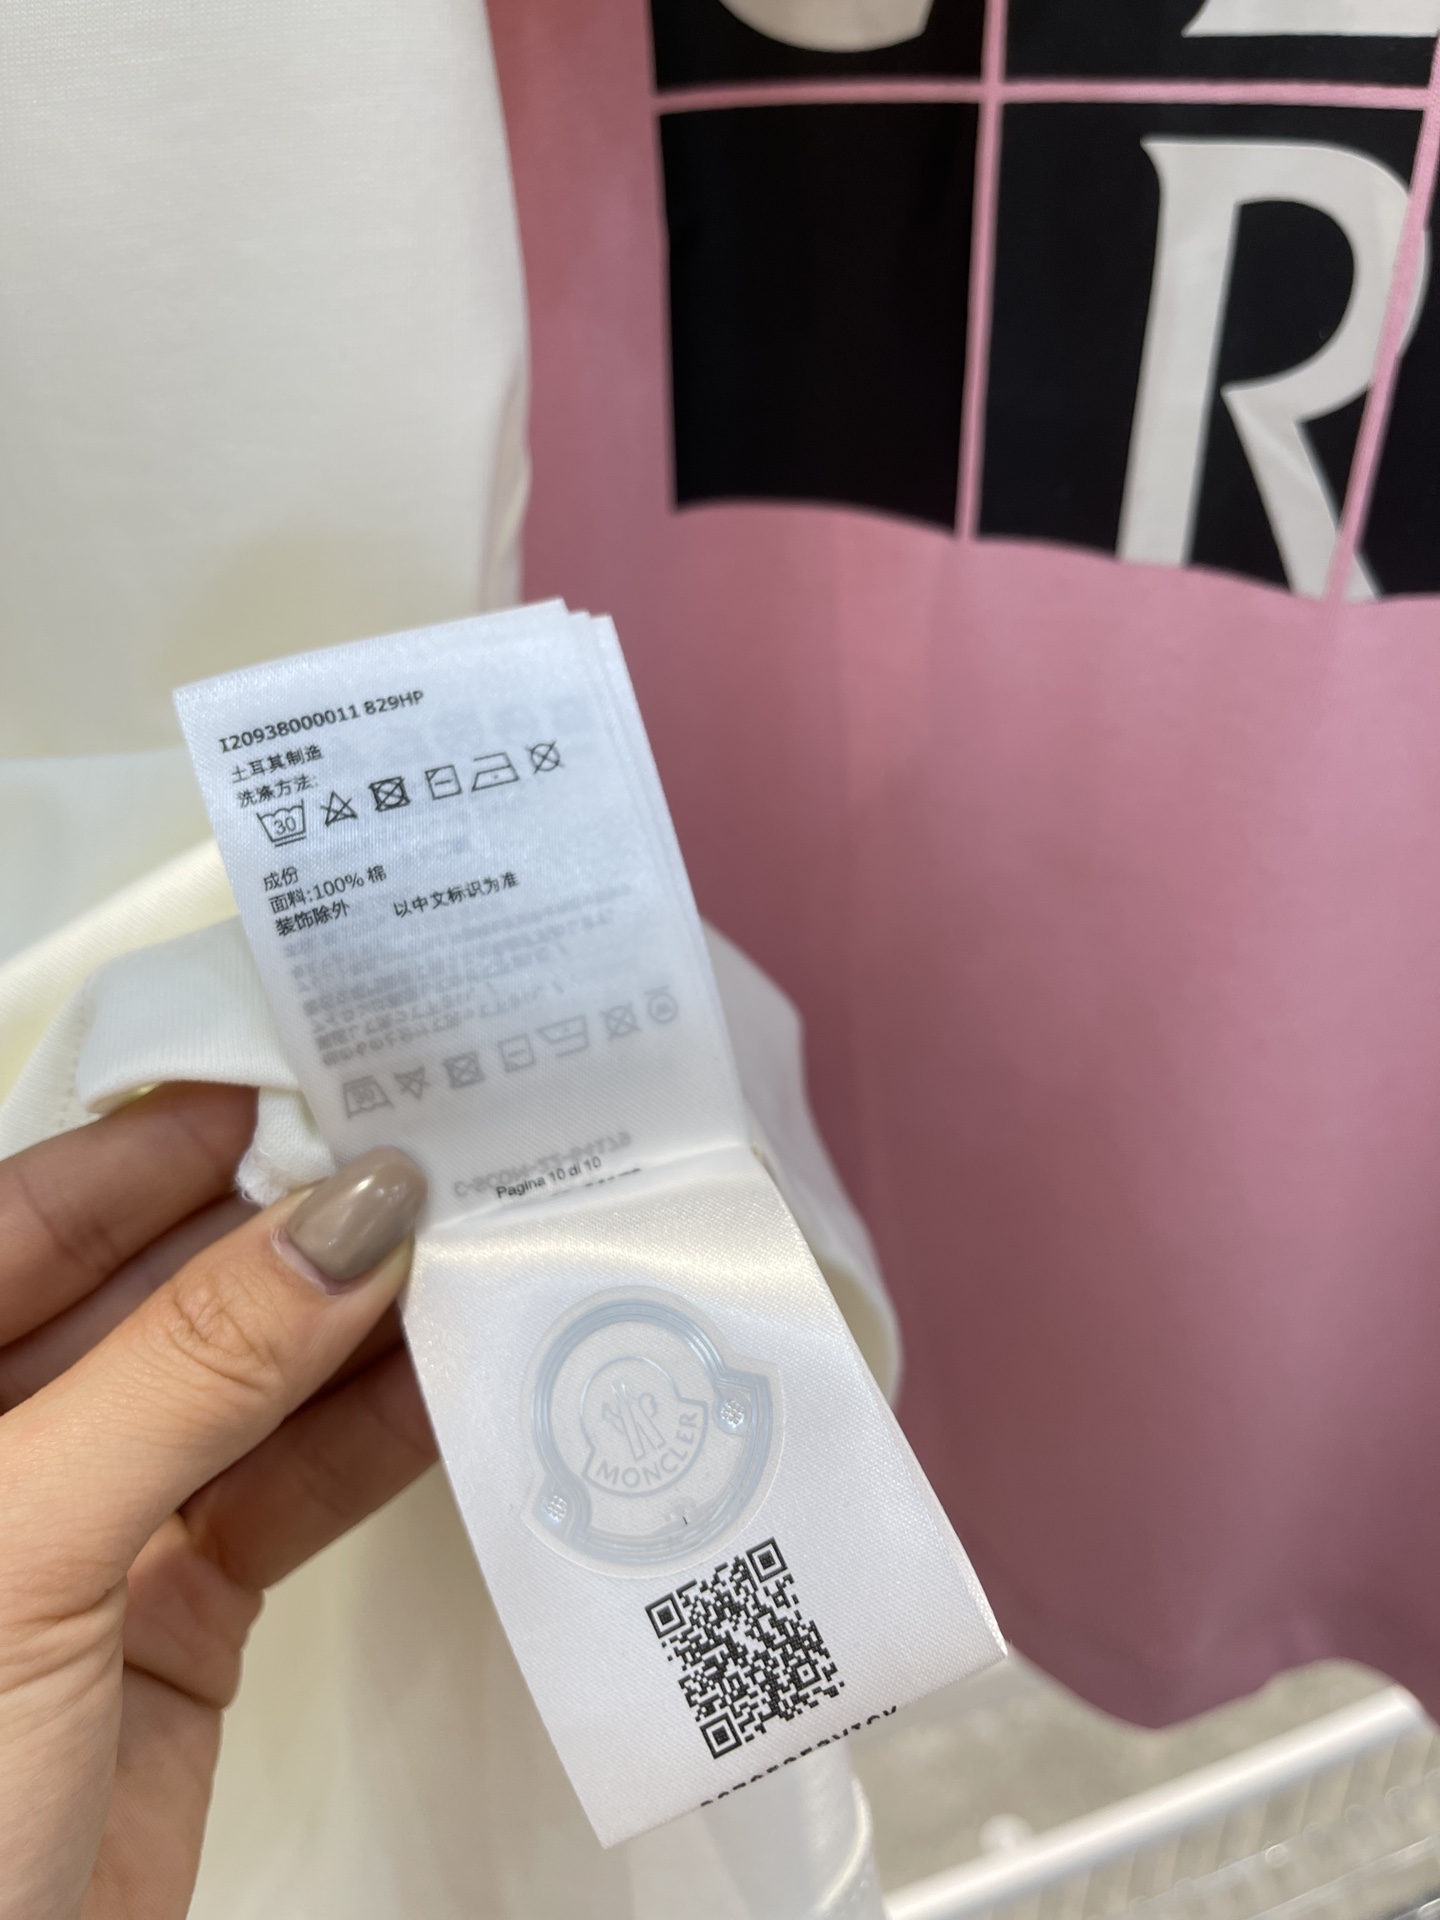 R
I20938000011 829HP
土耳其制造
洗涤方法:
30
成份
面料:100% 棉
装饰除外 以中文标识为准
Pagina 10 di 10
MONCLER